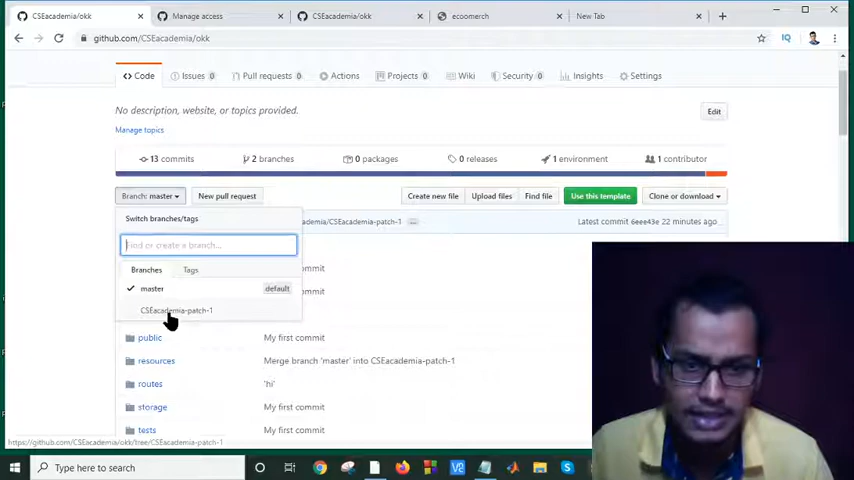 CSEacademia/okk
Manage access
CSEacademia/okk
ecoomerch
New Tab
github.com/CSEacademia/okk
IQ
Code
Issues 0
Pull requests 0
Actions
Projects 0
Wiki
Security 0
Insights
Settings
No description, website, or topics provided.
Edit
Manage topics
13 commits
2 branches
0 packages
0 releases
1 environment
1 contributor
Branch: master
New pull request
Create new file
Upload files
Find file
Use this template
Clone or download
Switch branches/tags
ademia/CSEacademia-patch-1 ...
Latest commit 6eee43e 22 minutes ago
Find or create a branch...
Branches
Tags
commit
master
default
commit
CSEacademia-patch-1
public
My first commit
resources
Merge branch 'master' into CSEacademia-patch-1
routes
'hi'
storage
My first commit
tests
My first commit
https://github.com/CSEacademia/okk/tree/CSEacademia-patch-1
Type here to search